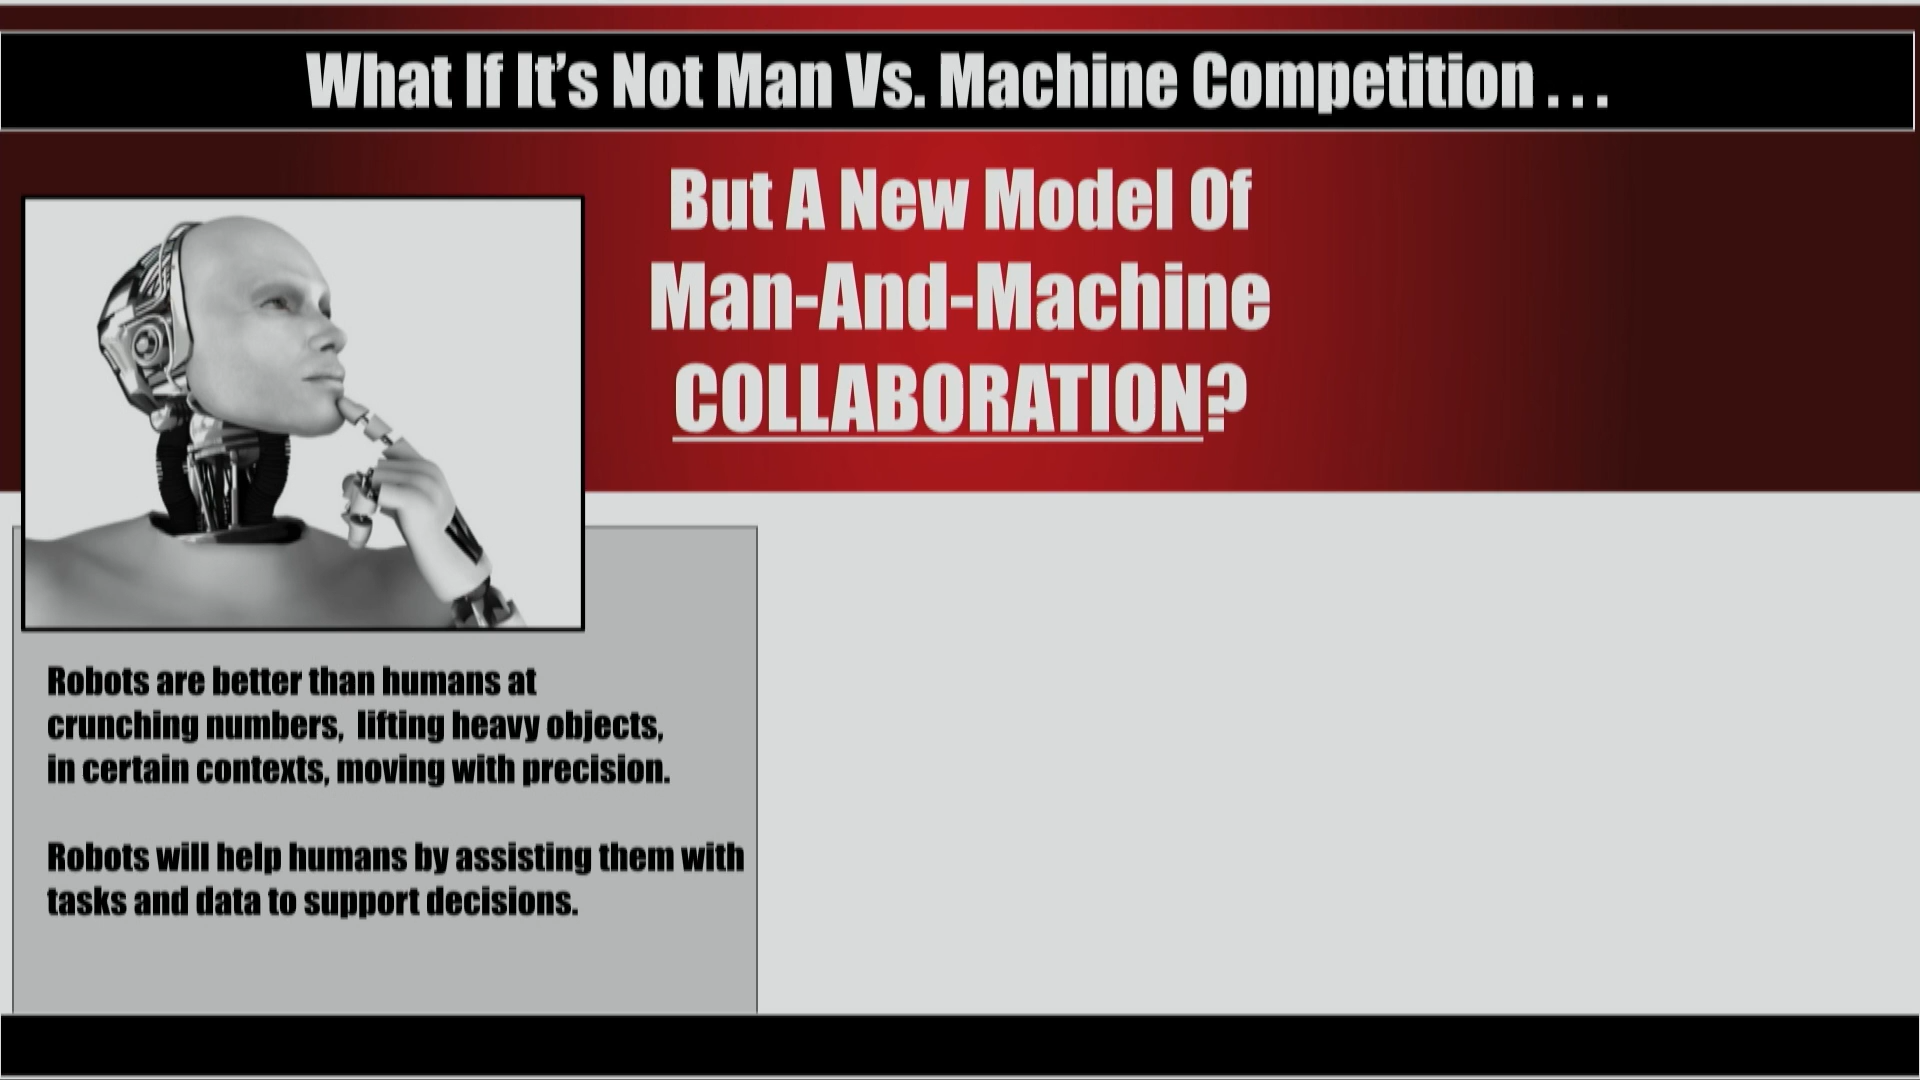 What If It’s Not Man Vs. Machine Competition . . .
But A New Model Of
Man-And-Machine
COLLABORATION?
Robots are better than humans at
crunching numbers,  lifting heavy objects,
in certain contexts, moving with precision.
Robots will help humans by assisting them with
tasks and data to support decisions.